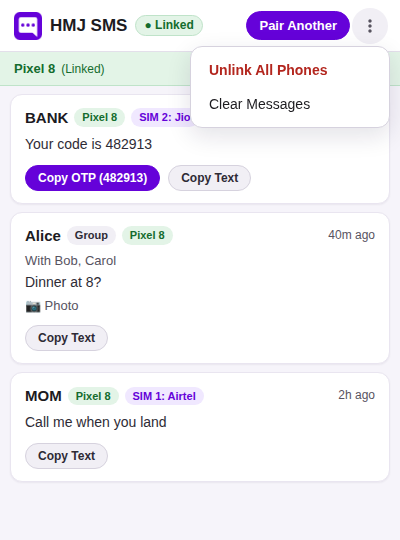 HMJ SMS ● Linked Pair Another
Pixel 8 (Linked)
Unlink All Phones
Clear Messages
BANK Pixel 8 SIM 2: Jio
Your code is 482913
Copy OTP (482913) Copy Text
Alice Group Pixel 8 40m ago
With Bob, Carol
Dinner at 8?
📷 Photo
Copy Text
MOM Pixel 8 SIM 1: Airtel 2h ago
Call me when you land
Copy Text